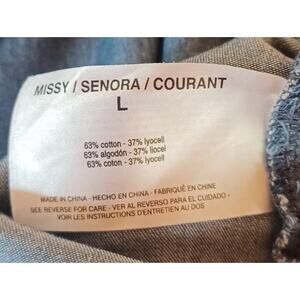 MISSY / SENORA / COURANT
L
63% cotton - 37% lyocell
63% algodón - 37% liocel
63% coton - 37% lyocell
MADE IN CHINA - HECHO EN CHINA - FABRIQUÉ EN CHINE
SIDE REVERSE FOR CARE - VER AL REVERSO PARA EL CUIDADO -
VOIR LES INSTRUCTIONS D'ENTRETIEN AU DOS